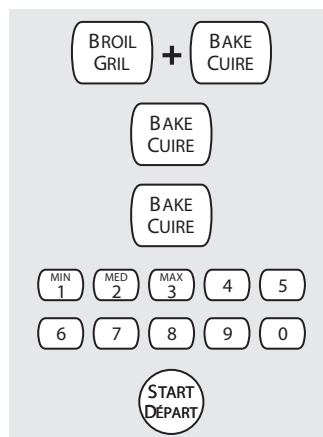 BROIL GRIL + BAKE CUIRE
BAKE CUIRE
BAKE CUIRE
MIN 1 MED 2 MAX 3 4 5
6 7 8 9 0
START DÉPART